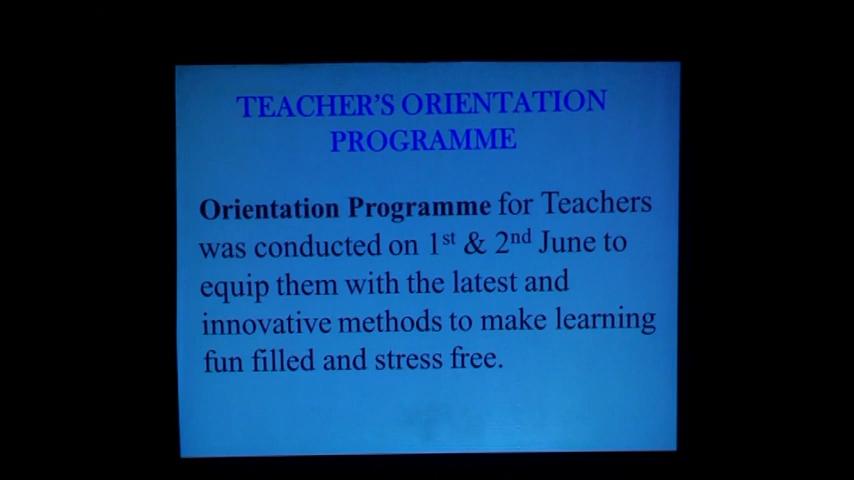 TEACHER'S ORIENTATION
PROGRAMME
Orientation Programme for Teachers
was conducted on 1st & 2nd June to
equip them with the latest and
innovative methods to make learning
fun filled and stress free.